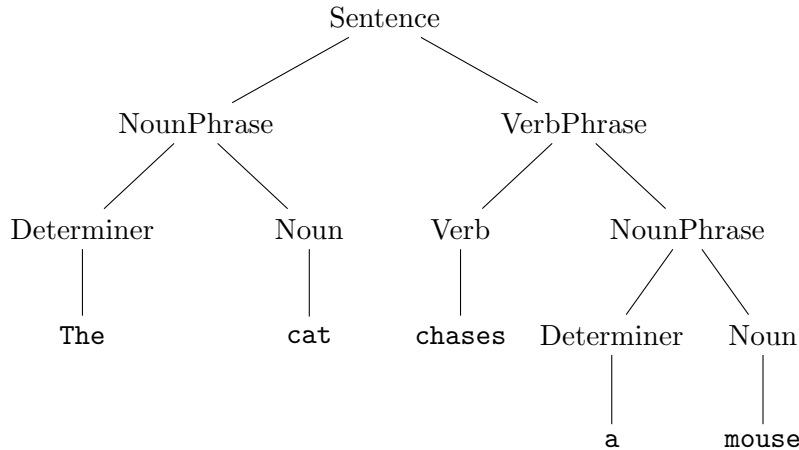 Sentence
NounPhrase VerbPhrase
Determiner Noun Verb NounPhrase
The cat chases Determiner Noun
a mouse